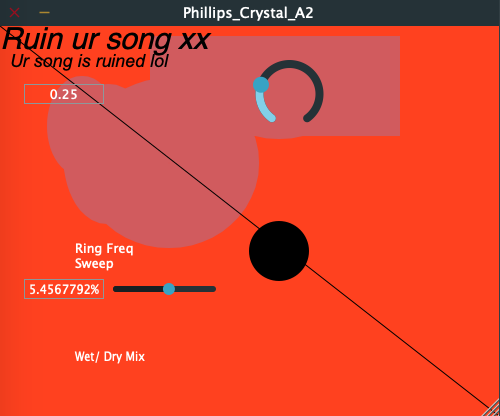 Phillips_Crystal_A2
Ruin ur song xx
Ur song is ruined lol
0.25
Ring Freq
Sweep
5.4567792%
Wet/ Dry Mix